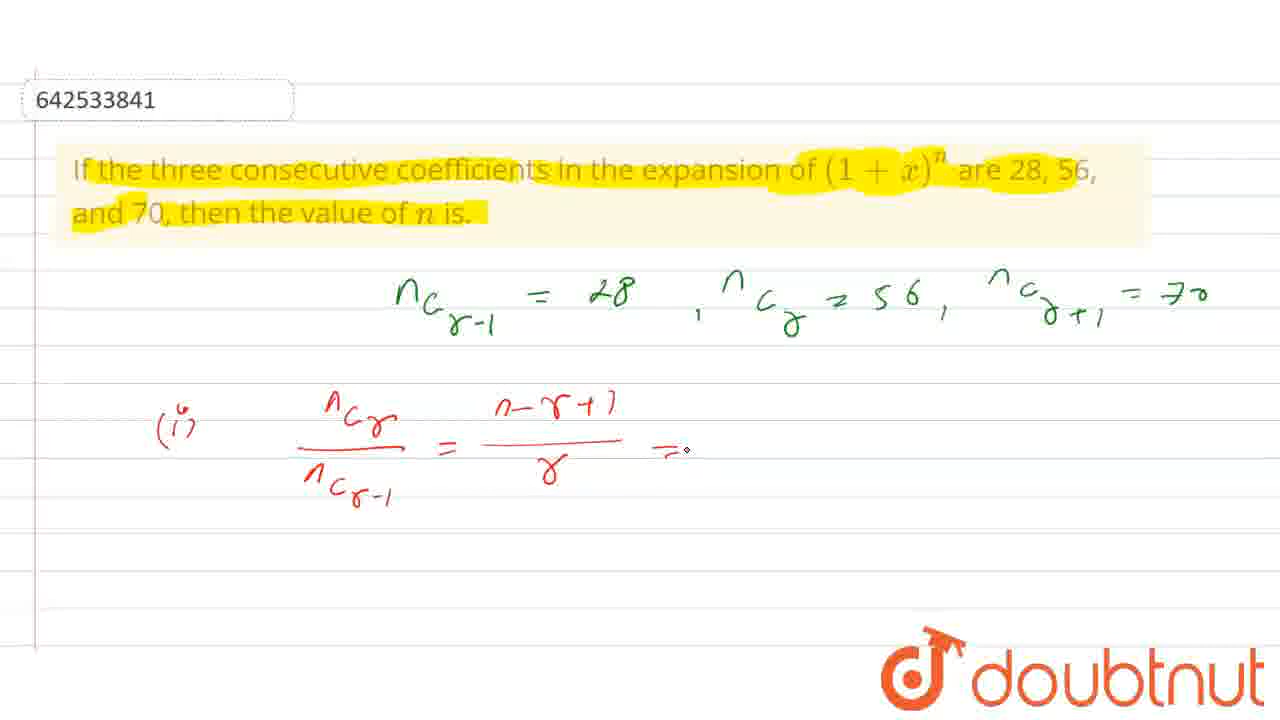 642533841
If the three consecutive coefficients in the expansion of (1 + x)^n are 28, 56,
and 70, then the value of n is.
nC_{r-1} = 28 , nC_r = 56 , nC_{r+1} = 70
(i) nC_r / nC_{r-1} = n-r+1 / r =
doubtnut